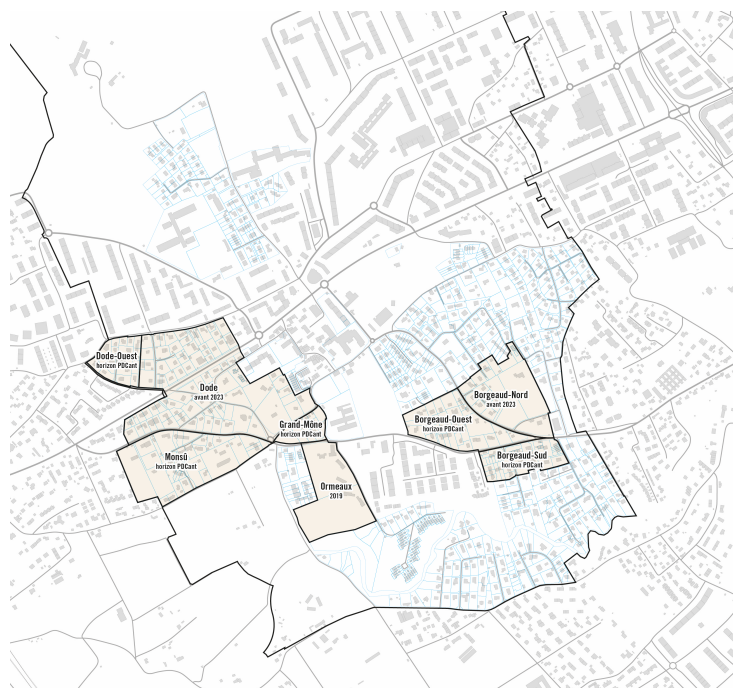 Dode-Ouest
horizon PDCant
Dode
avant 2023
Borgeaud-Nord
avant 2023
Grand-Mône
horizon PDCant
Borgeaud-Ouest
horizon PDCant
Monsû
horizon PDCant
Borgeaud-Sud
horizon PDCant
Ormeaux
2019